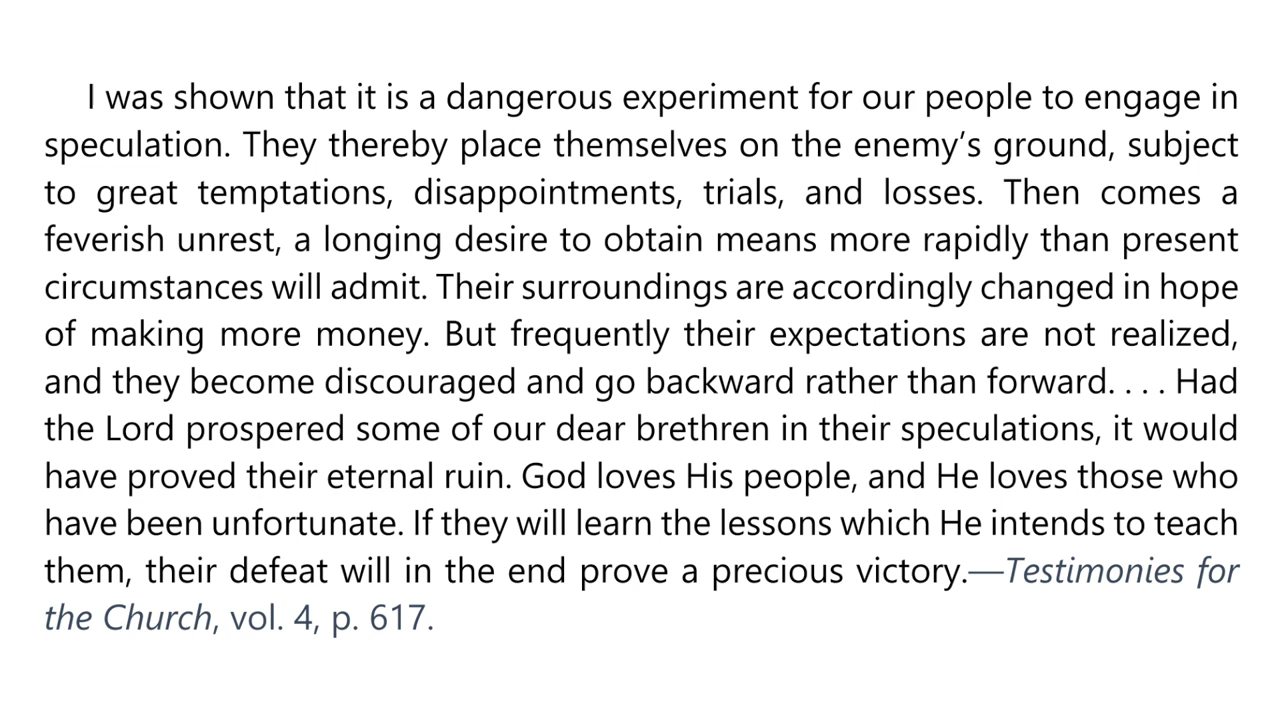 I was shown that it is a dangerous experiment for our people to engage in
speculation. They thereby place themselves on the enemy’s ground, subject
to great temptations, disappointments, trials, and losses. Then comes a
feverish unrest, a longing desire to obtain means more rapidly than present
circumstances will admit. Their surroundings are accordingly changed in hope
of making more money. But frequently their expectations are not realized,
and they become discouraged and go backward rather than forward. . . . Had
the Lord prospered some of our dear brethren in their speculations, it would
have proved their eternal ruin. God loves His people, and He loves those who
have been unfortunate. If they will learn the lessons which He intends to teach
them, their defeat will in the end prove a precious victory.—Testimonies for
the Church, vol. 4, p. 617.